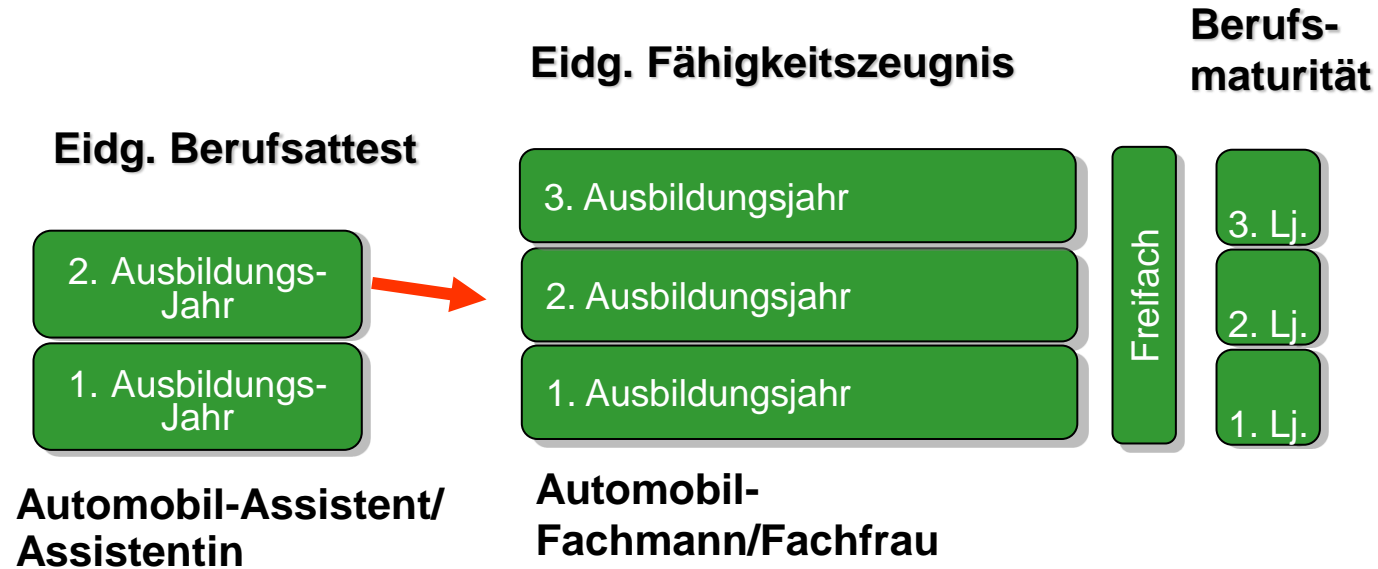 Eidg. Berufsattest
2. Ausbildungs-
Jahr
1. Ausbildungs-
Jahr
Automobil-Assistent/
Assistentin
Eidg. Fähigkeitszeugnis
3. Ausbildungsjahr
2. Ausbildungsjahr
1. Ausbildungsjahr
Automobil-
Fachmann/Fachfrau
Freifach
Berufs-
maturität
3. Lj.
2. Lj.
1. Lj.